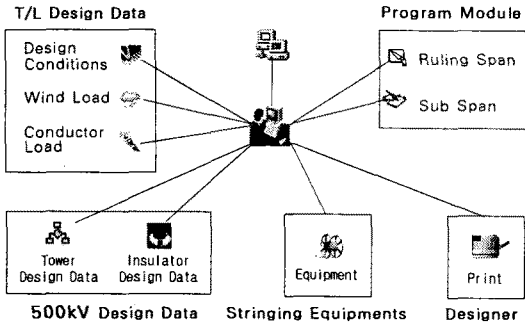 T/L Design Data
Program Module
Design
Conditions
Wind Load
Conductor
Load
Ruling Span
Sub Span
Tower
Design Data
Insulator
Design Data
Equipment
Print
500kV Design Data
Stringing Equipments
Designer